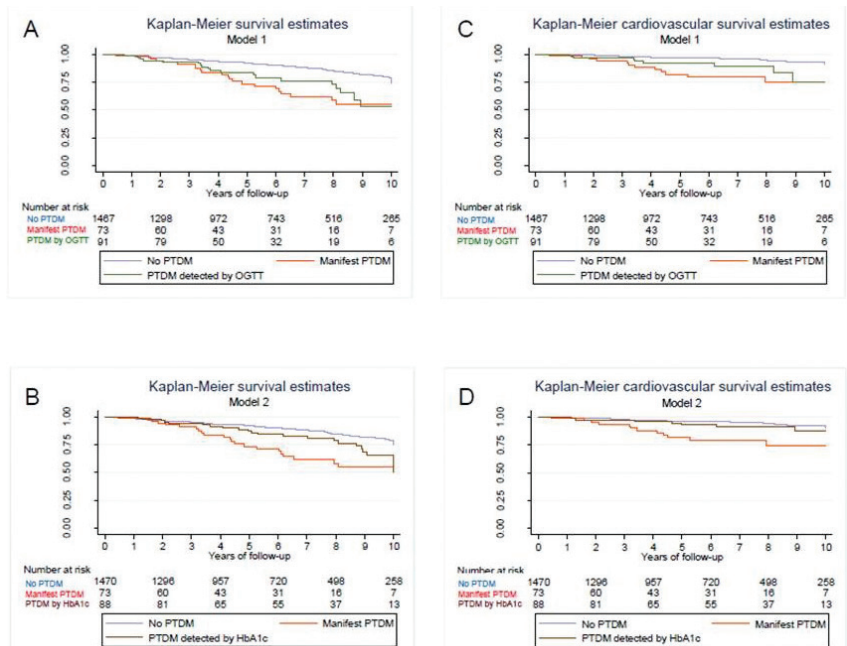 A
Kaplan-Meier survival estimates
Model 1
1.00
0.75
0.50
0.25
0.00
0 1 2 3 4 5 6 7 8 9 10
Years of follow-up
Number at risk
No PTDM 1467 1298 972 743 516 265
Manifest PTDM 73 60 43 31 16 7
PTDM by OGTT 91 79 50 32 19 6
No PTDM Manifest PTDM
PTDM detected by OGTT
C
Kaplan-Meier cardiovascular survival estimates
Model 1
1.00
0.75
0.50
0.25
0.00
0 1 2 3 4 5 6 7 8 9 10
Years of follow-up
Number at risk
No PTDM 1467 1298 972 743 516 265
Manifest PTDM 73 60 43 31 16 7
PTDM by OGTT 91 79 50 32 19 6
No PTDM Manifest PTDM
PTDM detected by OGTT
B
Kaplan-Meier survival estimates
Model 2
1.00
0.75
0.50
0.25
0.00
0 1 2 3 4 5 6 7 8 9 10
Years of follow-up
Number at risk
No PTDM 1470 1296 957 720 498 258
Manifest PTDM 73 60 43 31 16 7
PTDM by HbA1c 88 81 65 55 37 13
No PTDM Manifest PTDM
PTDM detected by HbA1c
D
Kaplan-Meier cardiovascular survival estimates
Model 2
1.00
0.75
0.50
0.25
0.00
0 1 2 3 4 5 6 7 8 9 10
Years of follow-up
Number at risk
No PTDM 1470 1296 957 720 498 258
Manifest PTDM 73 60 43 31 16 7
PTDM by HbA1c 88 81 65 55 37 13
No PTDM Manifest PTDM
PTDM detected by HbA1c